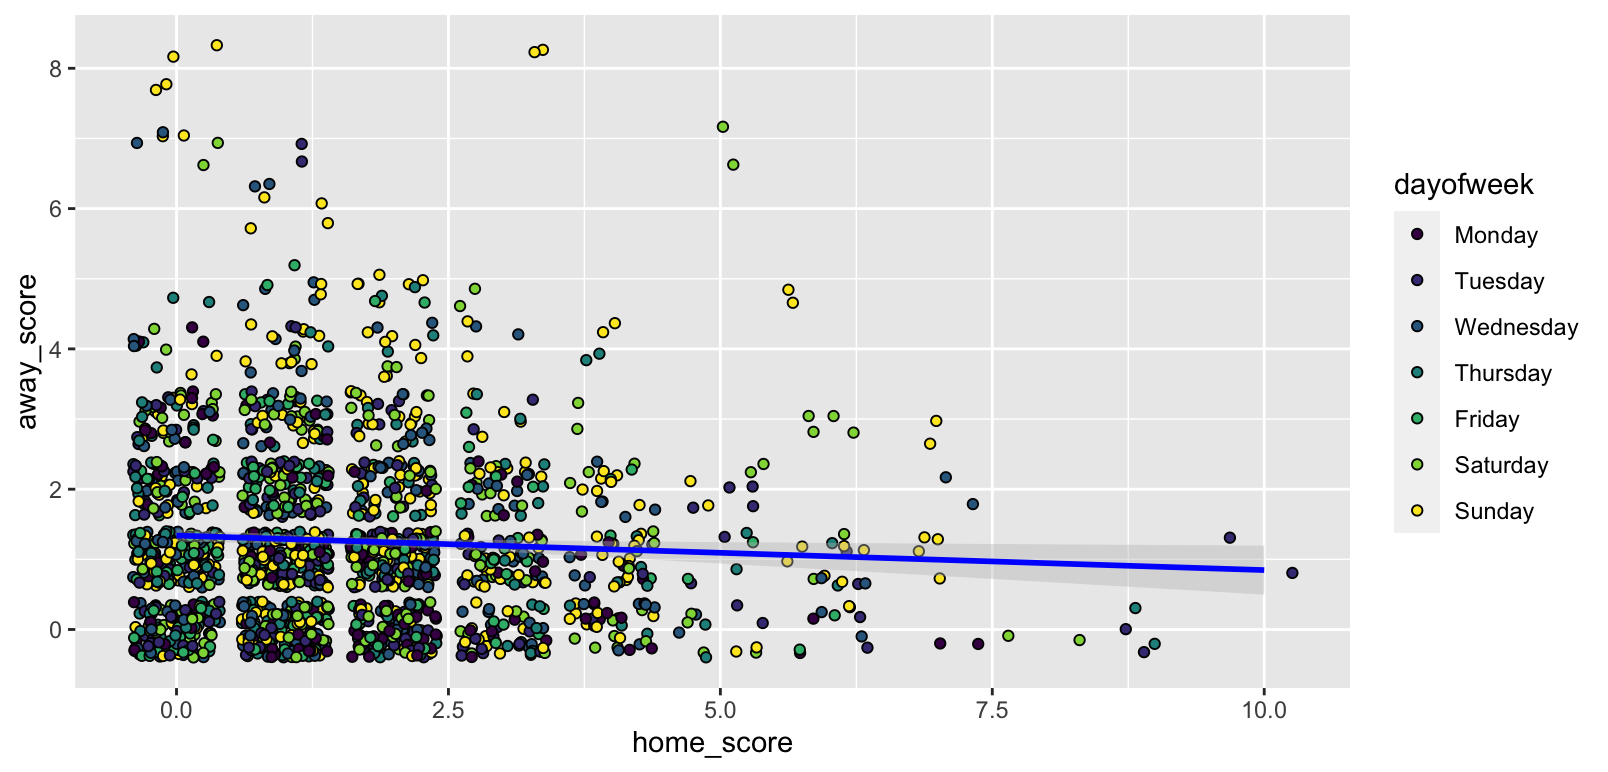 8
6
4
2
0
away_score
0.0 2.5 5.0 7.5 10.0
home_score
dayofweek
Monday
Tuesday
Wednesday
Thursday
Friday
Saturday
Sunday